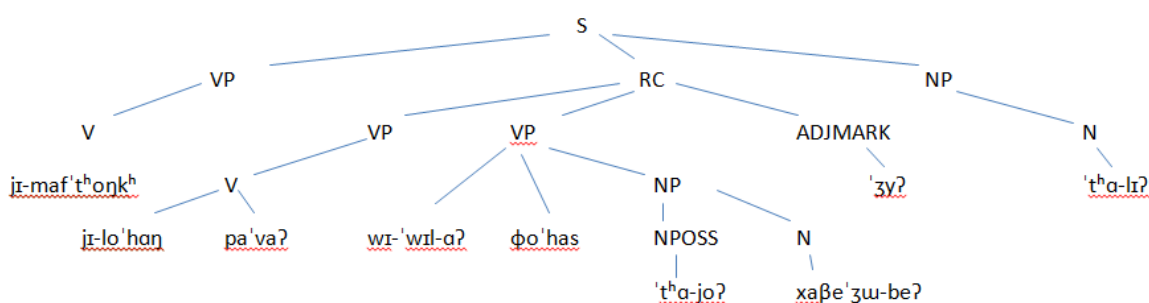 S
VP RC NP
V VP VP ADJMARK N
jɪ-mafˈtʰoŋkʰ V NP ˈʒyʔ ˈtʰɑ-lɪʔ
jɪ-loˈhɑŋ paˈvaʔ wɪ-ˈwɪl-ɑʔ ɸoˈhas NPOSS N
ˈtʰɑ-joʔ xaβeˈʒɯ-beʔ